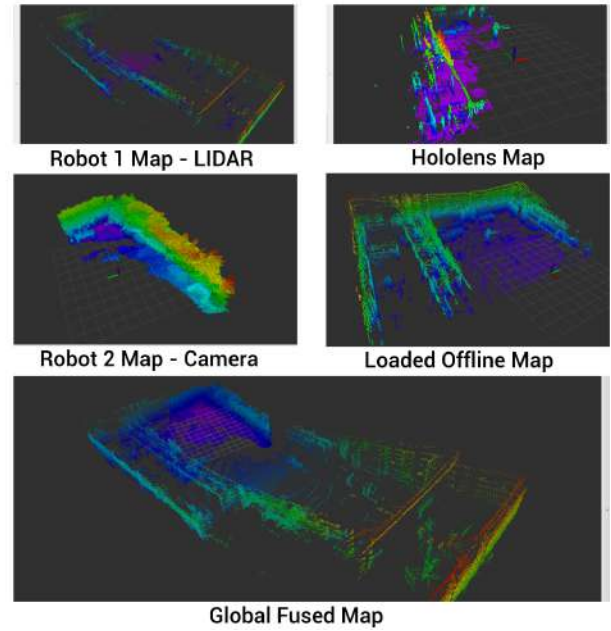 Robot 1 Map - LIDAR
Hololens Map
Robot 2 Map - Camera
Loaded Offline Map
Global Fused Map